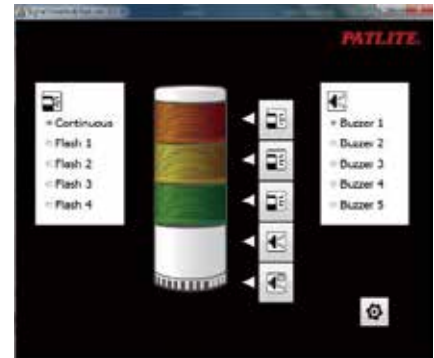 PATLITE
Continuous
Flash 1
Flash 2
Flash 3
Flash 4
Buzzer 1
Buzzer 2
Buzzer 3
Buzzer 4
Buzzer 5